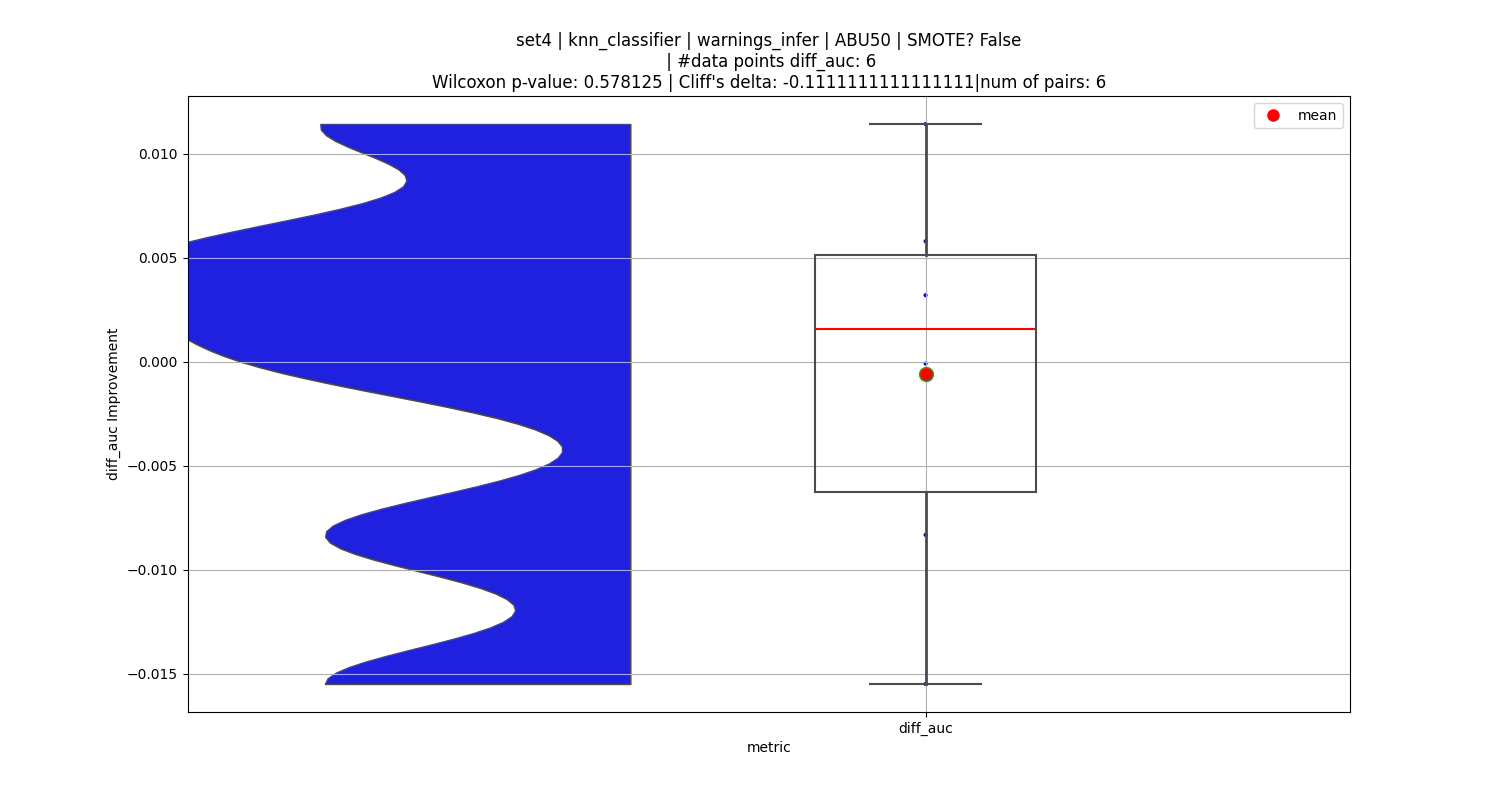 set4 | knn_classifier | warnings_infer | ABU50 | SMOTE? False
| #data points diff_auc: 6
Wilcoxon p-value: 0.578125 | Cliff's delta: -0.1111111111111111|num of pairs: 6
mean
0.010
0.005
0.000
−0.005
−0.010
−0.015
diff_auc Improvement
diff_auc
metric